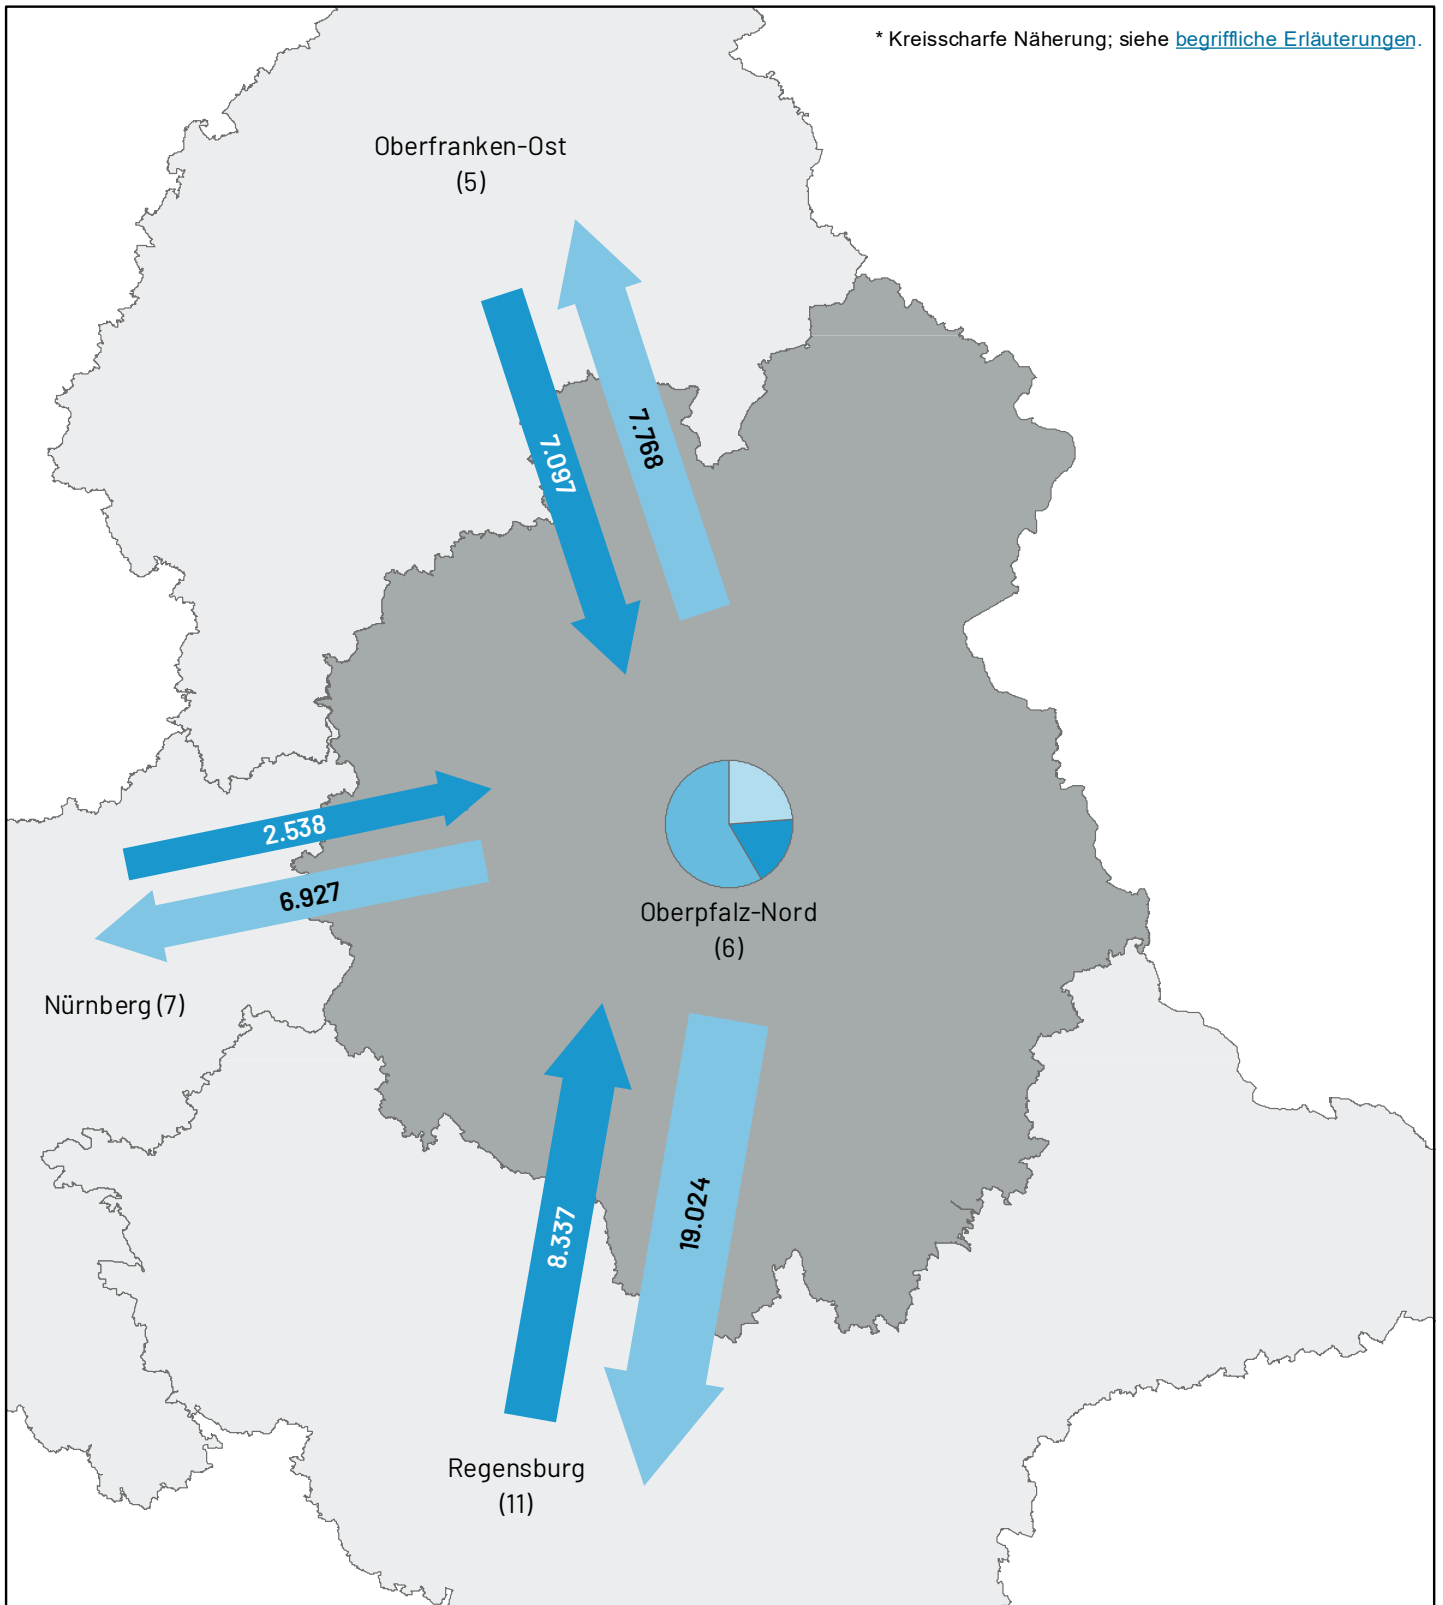 * Kreisscharfe Näherung; siehe begriffliche Erläuterungen.
Oberfranken-Ost
(5)
7.097
7.768
2.538
6.927
Oberpfalz-Nord
(6)
Nürnberg (7)
8.337
19.024
Regensburg
(11)